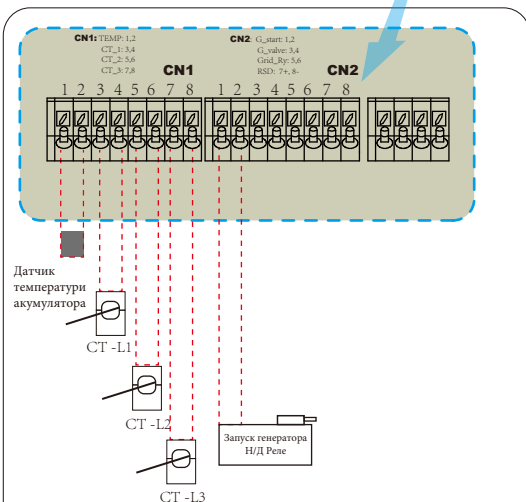 CN1: TEMP: 1,2
CT_1: 3,4
CT_2: 5,6
CT_3: 7,8
CN1
CN2: G_start: 1,2
G_valve: 3,4
Grid_Ry: 5,6
RSD: 7+, 8-
CN2
1 2 3 4 5 6 7 8
1 2 3 4 5 6 7 8
Датчик
температури
акумулятора
CT -L1
CT -L2
CT -L3
Запуск генератора
Н/Д Реле